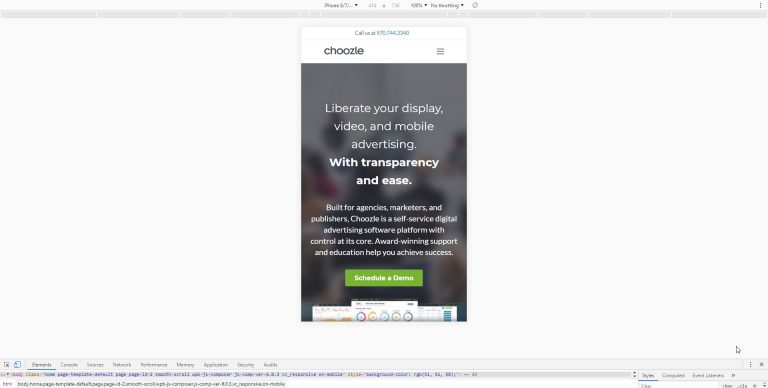 iPhone 6/7/... ▼ 414 × 736 100% ▼ No throttling ▼
Call us at 970.744.3340
choozle
Liberate your display,
video, and mobile
advertising.
With transparency
and ease.
Built for agencies, marketers, and
publishers, Choozle is a self-service digital
advertising software platform with
control at its core. Award-winning support
and education help you achieve success.
Schedule a Demo
Elements Console Sources Network Performance Memory Application Security Audits
Styles Computed Event Listeners »
<body class="home page-template-default page page-id-2 smooth-scroll wpb-js-composer js-comp-ver-6.0.3 vc_responsive on-mobile" style="background-color: rgb(51, 51, 50);"> == $0
html body.home.page-template-default.page.page-id-2.smooth-scroll.wpb-js-composer.js-comp-ver-6.0.3.vc_responsive.on-mobile
Filter :hov .cls +